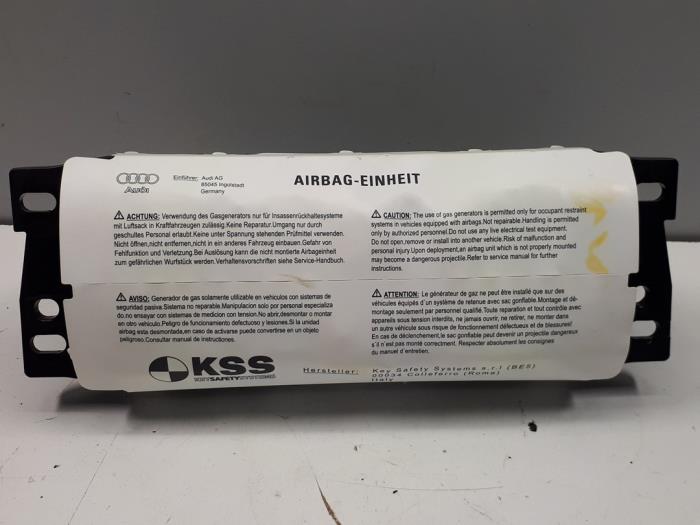 Audi
Einführer: Audi AG
85045 Ingolstadt
Germany
AIRBAG-EINHEIT
ACHTUNG: Verwendung des Gasgenerators nur für Insassenrückhaltesysteme
mit Luftsack in Kraftfahrzeugen zulässig.Keine Reparatur.Umgang nur durch
geschultes Personal erlaubt.Keine unter Spannung stehenden Prüfmittel verwenden.
Nicht öffnen,nicht entfernen,nicht in ein anderes Fahrzeug einbauen.Gefahr von
Fehlfunktion und Verletzung.Bei Auslösung kann die nicht montierte Airbageinheit
zum gefährlichen Wurfstück werden.Verhaltensvorschriften siehe Service-Handbuch.
CAUTION: The use of gas generators is permitted only for occupant restraint
systems in vehicles equipped with airbags.Not repairable.Handling is permitted
only by authorized personnel.Do not use any live electrical test equipment.
Do not open,remove or install into another vehicle.Risk of malfunction and
personal injury.Upon deployment,an airbag unit which is not properly mounted
may become a dangerous projectile.Refer to service manual for further
instructions.
AVISO: Generador de gas solamente utilizable en vehiculos con sistemas de
seguridad pasiva.Sistema no reparable.Manipulacion solo por personal especializa
do.no ensayar con sistemas de medicion con tension.No abrir,desmontar o montar
en otro vehiculo.Peligro de funcionamiento defectuoso y lesiones.Si la unidad
airbag esta desmontada,en caso de activarse puede convertirse en un objeto
peligroso.Consultar manual de instrucciones.
ATTENTION: Le générateur de gaz ne peut être installé que sur des
véhicules équipés d'un système de retenue avec sac gonflable.Montage et dé-
montage seulement par personnel qualifié.Toute réparation et tout contrôle avec
appareils sous tension interdits, ne jamais ouvrir, ne retirer, ne monter dans
un autre véhicule sous risque de fonctionnement défectueux et de blessures!
En cas de déclenchement,le sac gonflable peut devenir un projectile dangereux
s'il n'est pas monté correctement. Respecter absolument les consignes
du manuel d'entretien.
KSS
KEY SAFETY SYSTEMS
Hersteller: Key Safety Systems s.r.l (BES)
00034 Colleferro (Roma)
Italy